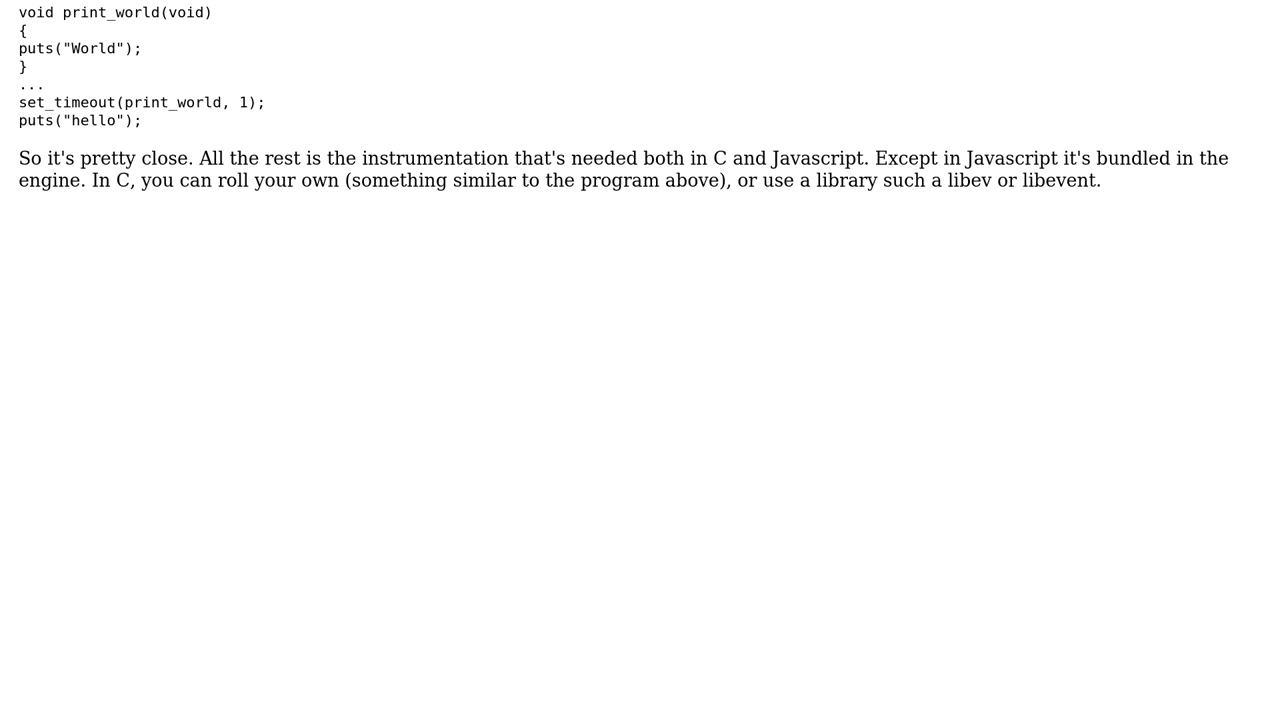 void print_world(void)
{
puts("World");
}
...
set_timeout(print_world, 1);
puts("hello");
So it's pretty close. All the rest is the instrumentation that's needed both in C and Javascript. Except in Javascript it's bundled in the
engine. In C, you can roll your own (something similar to the program above), or use a library such a libev or libevent.